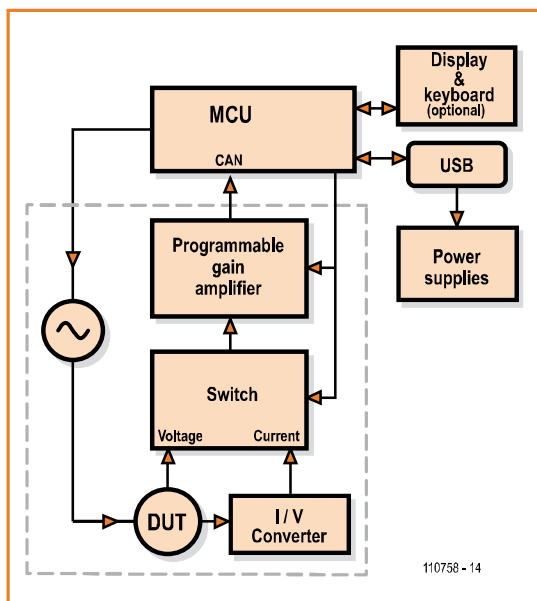 Display
&
keyboard
(optional)
MCU
CAN
USB
Programmable
gain
amplifier
Power
supplies
Switch
Voltage Current
DUT
I / V
Converter
110758 - 14